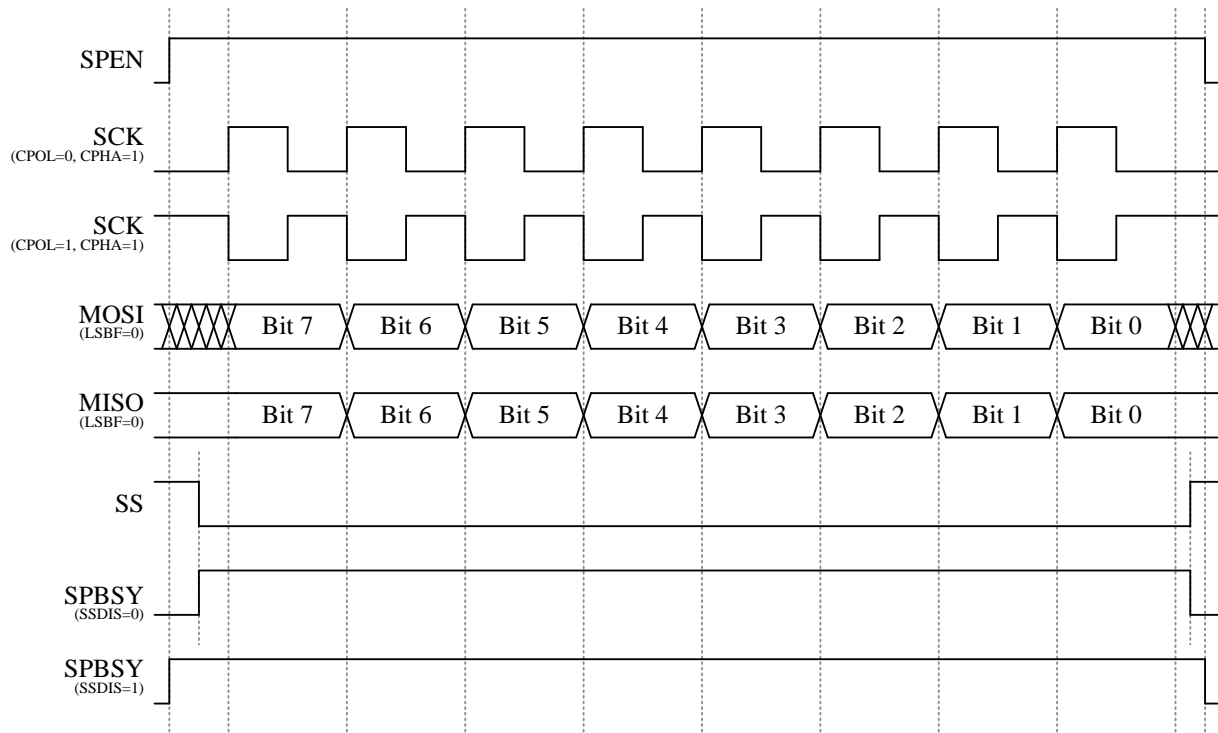 SPEN
SCK
(CPOL=0, CPHA=1)
SCK
(CPOL=1, CPHA=1)
MOSI
(LSBF=0)
Bit 7 Bit 6 Bit 5 Bit 4 Bit 3 Bit 2 Bit 1 Bit 0
MISO
(LSBF=0)
Bit 7 Bit 6 Bit 5 Bit 4 Bit 3 Bit 2 Bit 1 Bit 0
SS
SPBSY
(SSDIS=0)
SPBSY
(SSDIS=1)